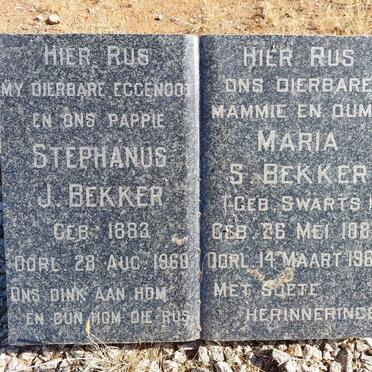 HIER RUS
MY DIERBARE EGGENOOT
EN ONS PAPPIE
STEPHANUS
J. BEKKER
GEB. 1883
OORL. 28 AUG. 1960.
ONS DINK AAN HOM
EN GUN HOM DIE RUS.
HIER RUS
ONS DIERBARE
MAMMIE EN OUM
MARIA
S. BEKKER
(GEB. SWARTS
GEB. 26 MEI 188
OORL. 14 MAART 196
MET SOETE
HERINNERINGE